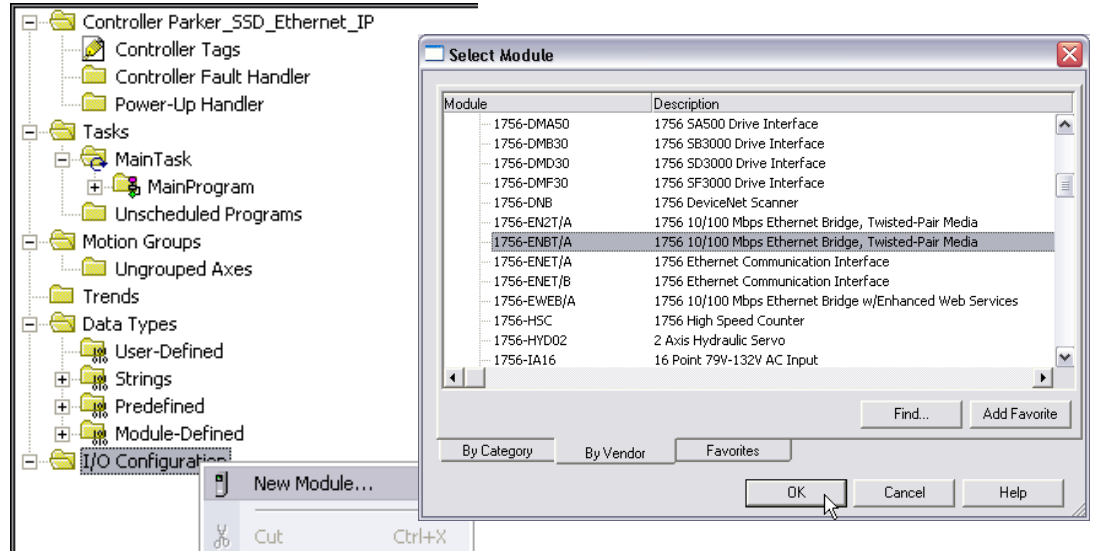 Controller Parker_SSD_Ethernet_IP
Controller Tags
Controller Fault Handler
Power-Up Handler
Tasks
MainTask
MainProgram
Unscheduled Programs
Motion Groups
Ungrouped Axes
Trends
Data Types
User-Defined
Strings
Predefined
Module-Defined
I/O Configuration
New Module...
Cut Ctrl+X
Select Module
Module Description
1756-DMA50 1756 SA500 Drive Interface
1756-DMB30 1756 SB3000 Drive Interface
1756-DMD30 1756 SD3000 Drive Interface
1756-DMF30 1756 SF3000 Drive Interface
1756-DNB 1756 DeviceNet Scanner
1756-EN2T/A 1756 10/100 Mbps Ethernet Bridge, Twisted-Pair Media
1756-ENBT/A 1756 10/100 Mbps Ethernet Bridge, Twisted-Pair Media
1756-ENET/A 1756 Ethernet Communication Interface
1756-ENET/B 1756 Ethernet Communication Interface
1756-EWEB/A 1756 10/100 Mbps Ethernet Bridge w/Enhanced Web Services
1756-HSC 1756 High Speed Counter
1756-HYD02 2 Axis Hydraulic Servo
1756-IA16 16 Point 79V-132V AC Input
Find... Add Favorite
By Category By Vendor Favorites
OK Cancel Help